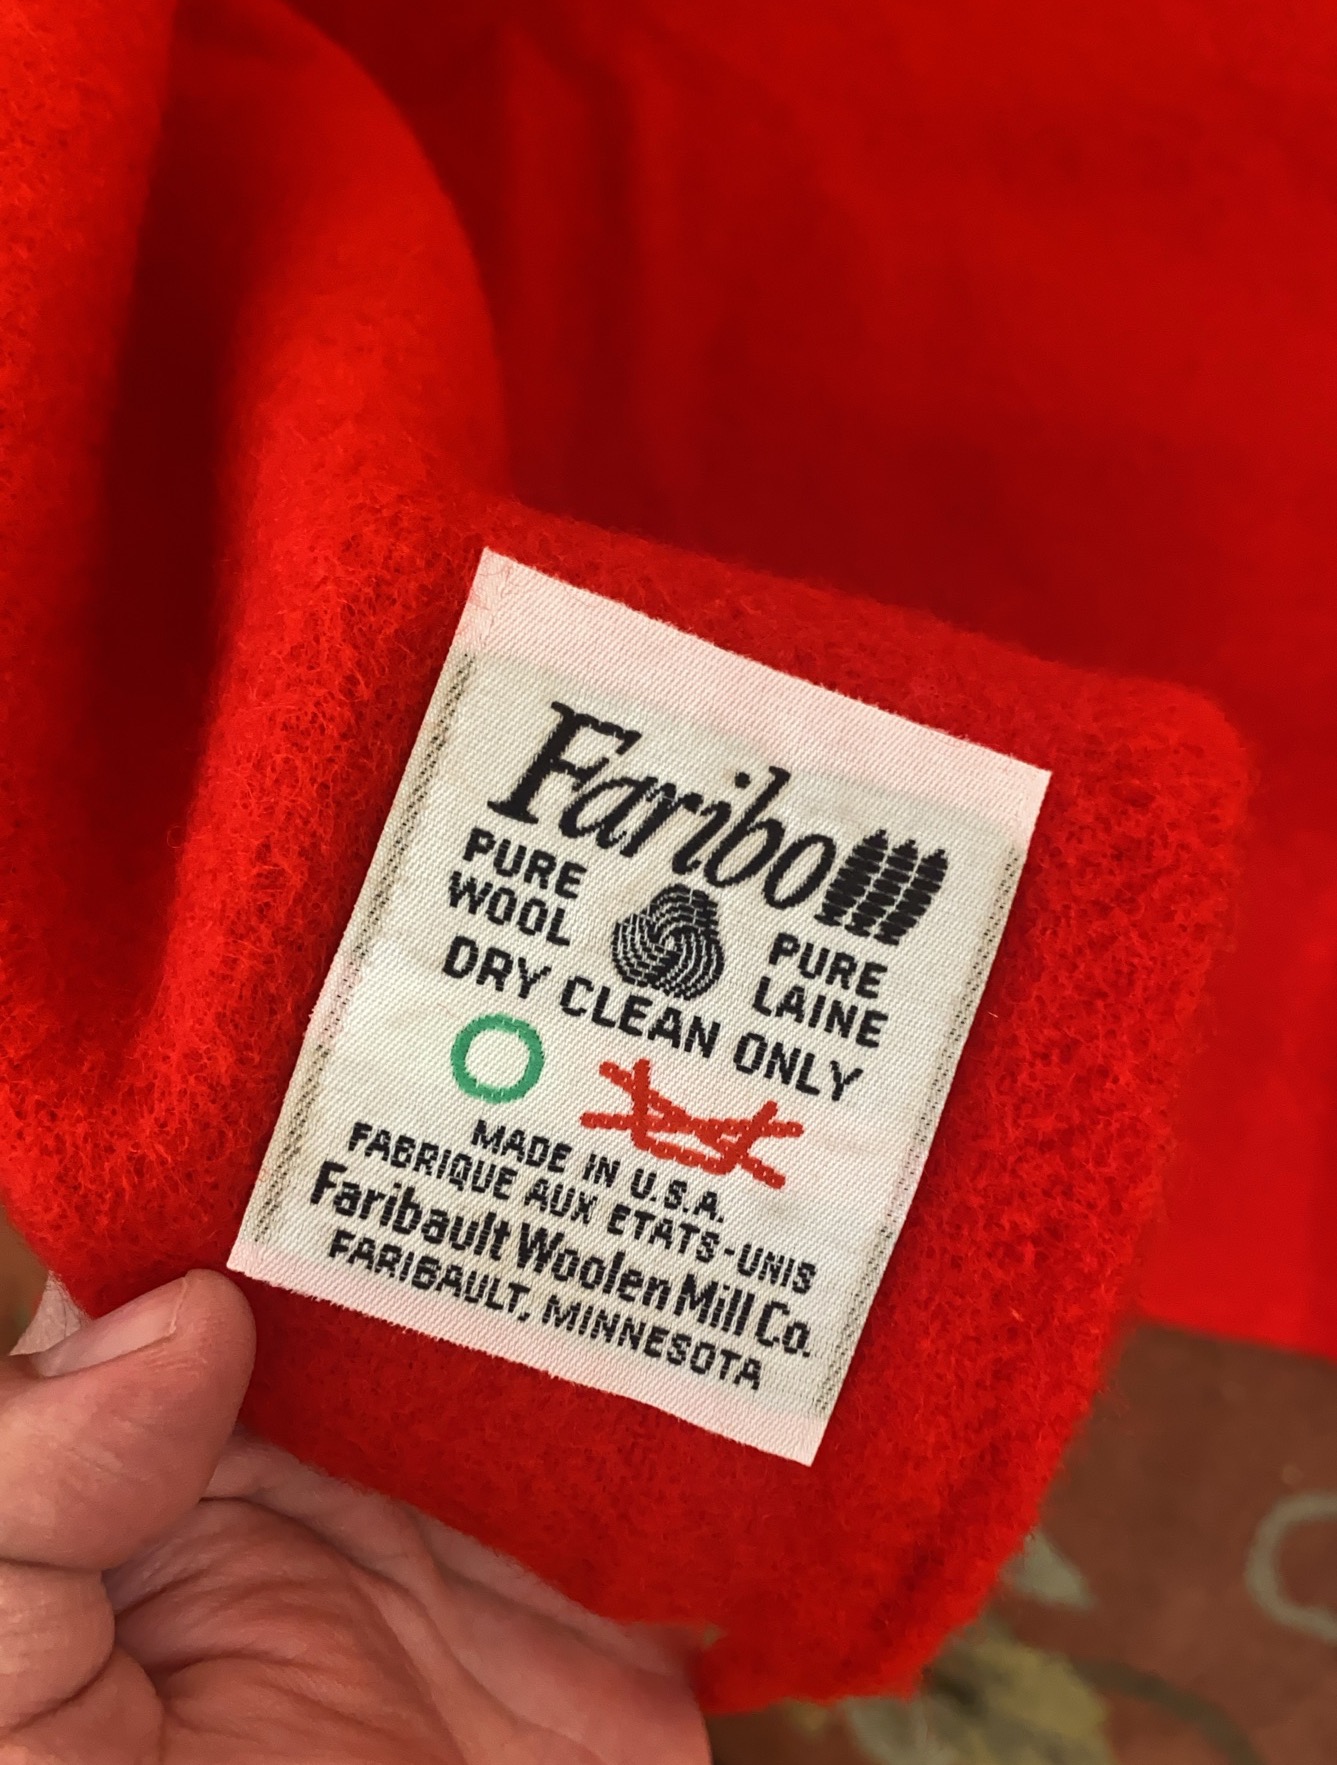 Faribo
PURE WOOL
PURE LAINE
DRY CLEAN ONLY
MADE IN U.S.A.
FABRIQUE AUX ETATS-UNIS
Faribault Woolen Mill Co.
FARIBAULT, MINNESOTA